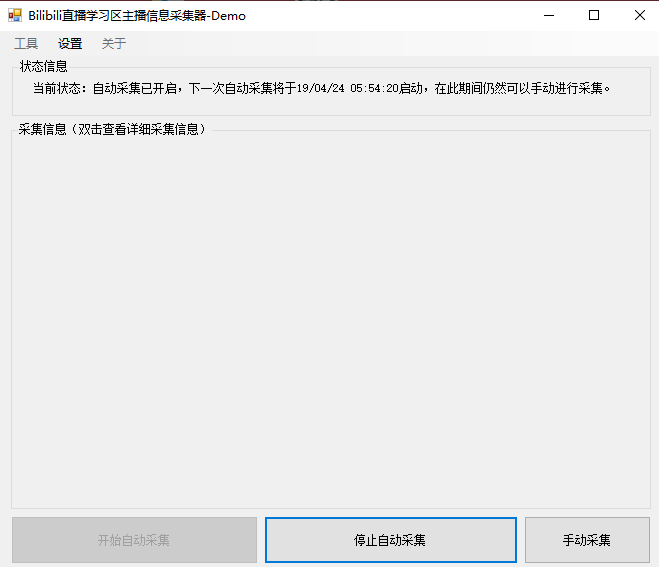 Bilibili直播学习区主播信息采集器-Demo
工具 设置 关于
状态信息
当前状态：自动采集已开启，下一次自动采集将于19/04/24 05:54:20启动，在此期间仍然可以手动进行采集。
采集信息（双击查看详细采集信息）
开始自动采集 停止自动采集 手动采集